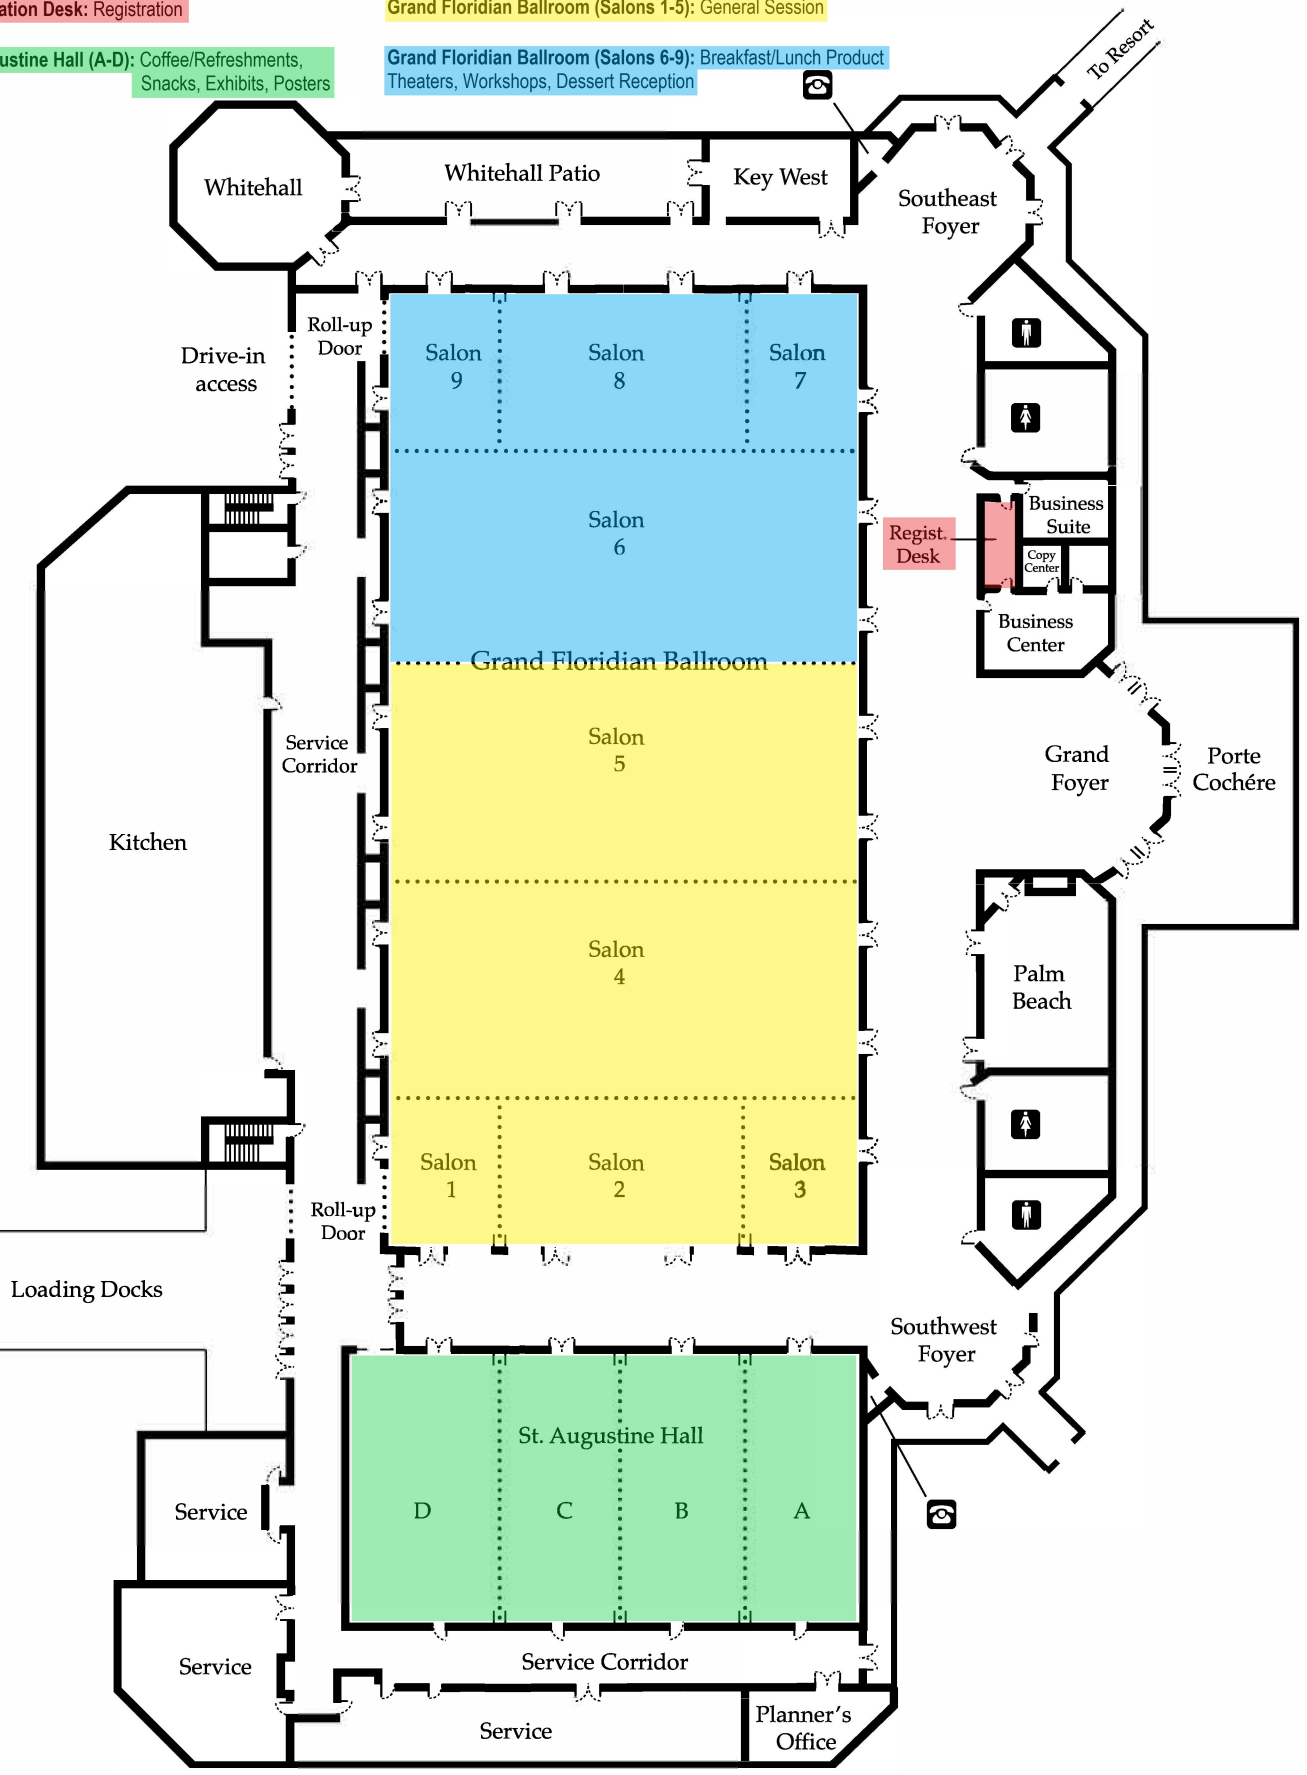 ation Desk: Registration
Grand Floridian Ballroom (Salons 1-5): General Session
ustine Hall (A-D): Coffee/Refreshments,
Snacks, Exhibits, Posters
Grand Floridian Ballroom (Salons 6-9): Breakfast/Lunch Product
Theaters, Workshops, Dessert Reception
To Resort
Whitehall
Whitehall Patio
Key West
Southeast
Foyer
Roll-up
Door
Drive-in
access
Salon
9
Salon
8
Salon
7
Salon
6
Regist.
Desk
Business
Suite
Copy
Center
Business
Center
Grand Floridian Ballroom
Service
Corridor
Salon
5
Grand
Foyer
Porte
Cochére
Kitchen
Salon
4
Palm
Beach
Salon
1
Salon
2
Salon
3
Roll-up
Door
Loading Docks
Southwest
Foyer
St. Augustine Hall
D
C
B
A
Service
Service
Service Corridor
Service
Planner's
Office